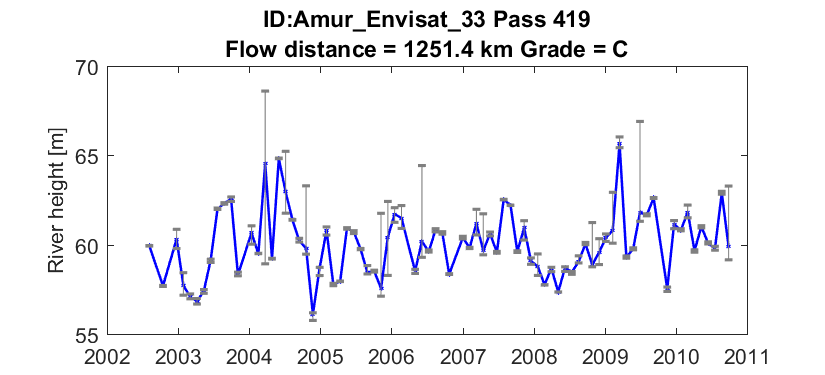 ID:Amur_Envisat_33 Pass 419
Flow distance = 1251.4 km Grade = C
River height [m]
70
65
60
55
2002 2003 2004 2005 2006 2007 2008 2009 2010 2011